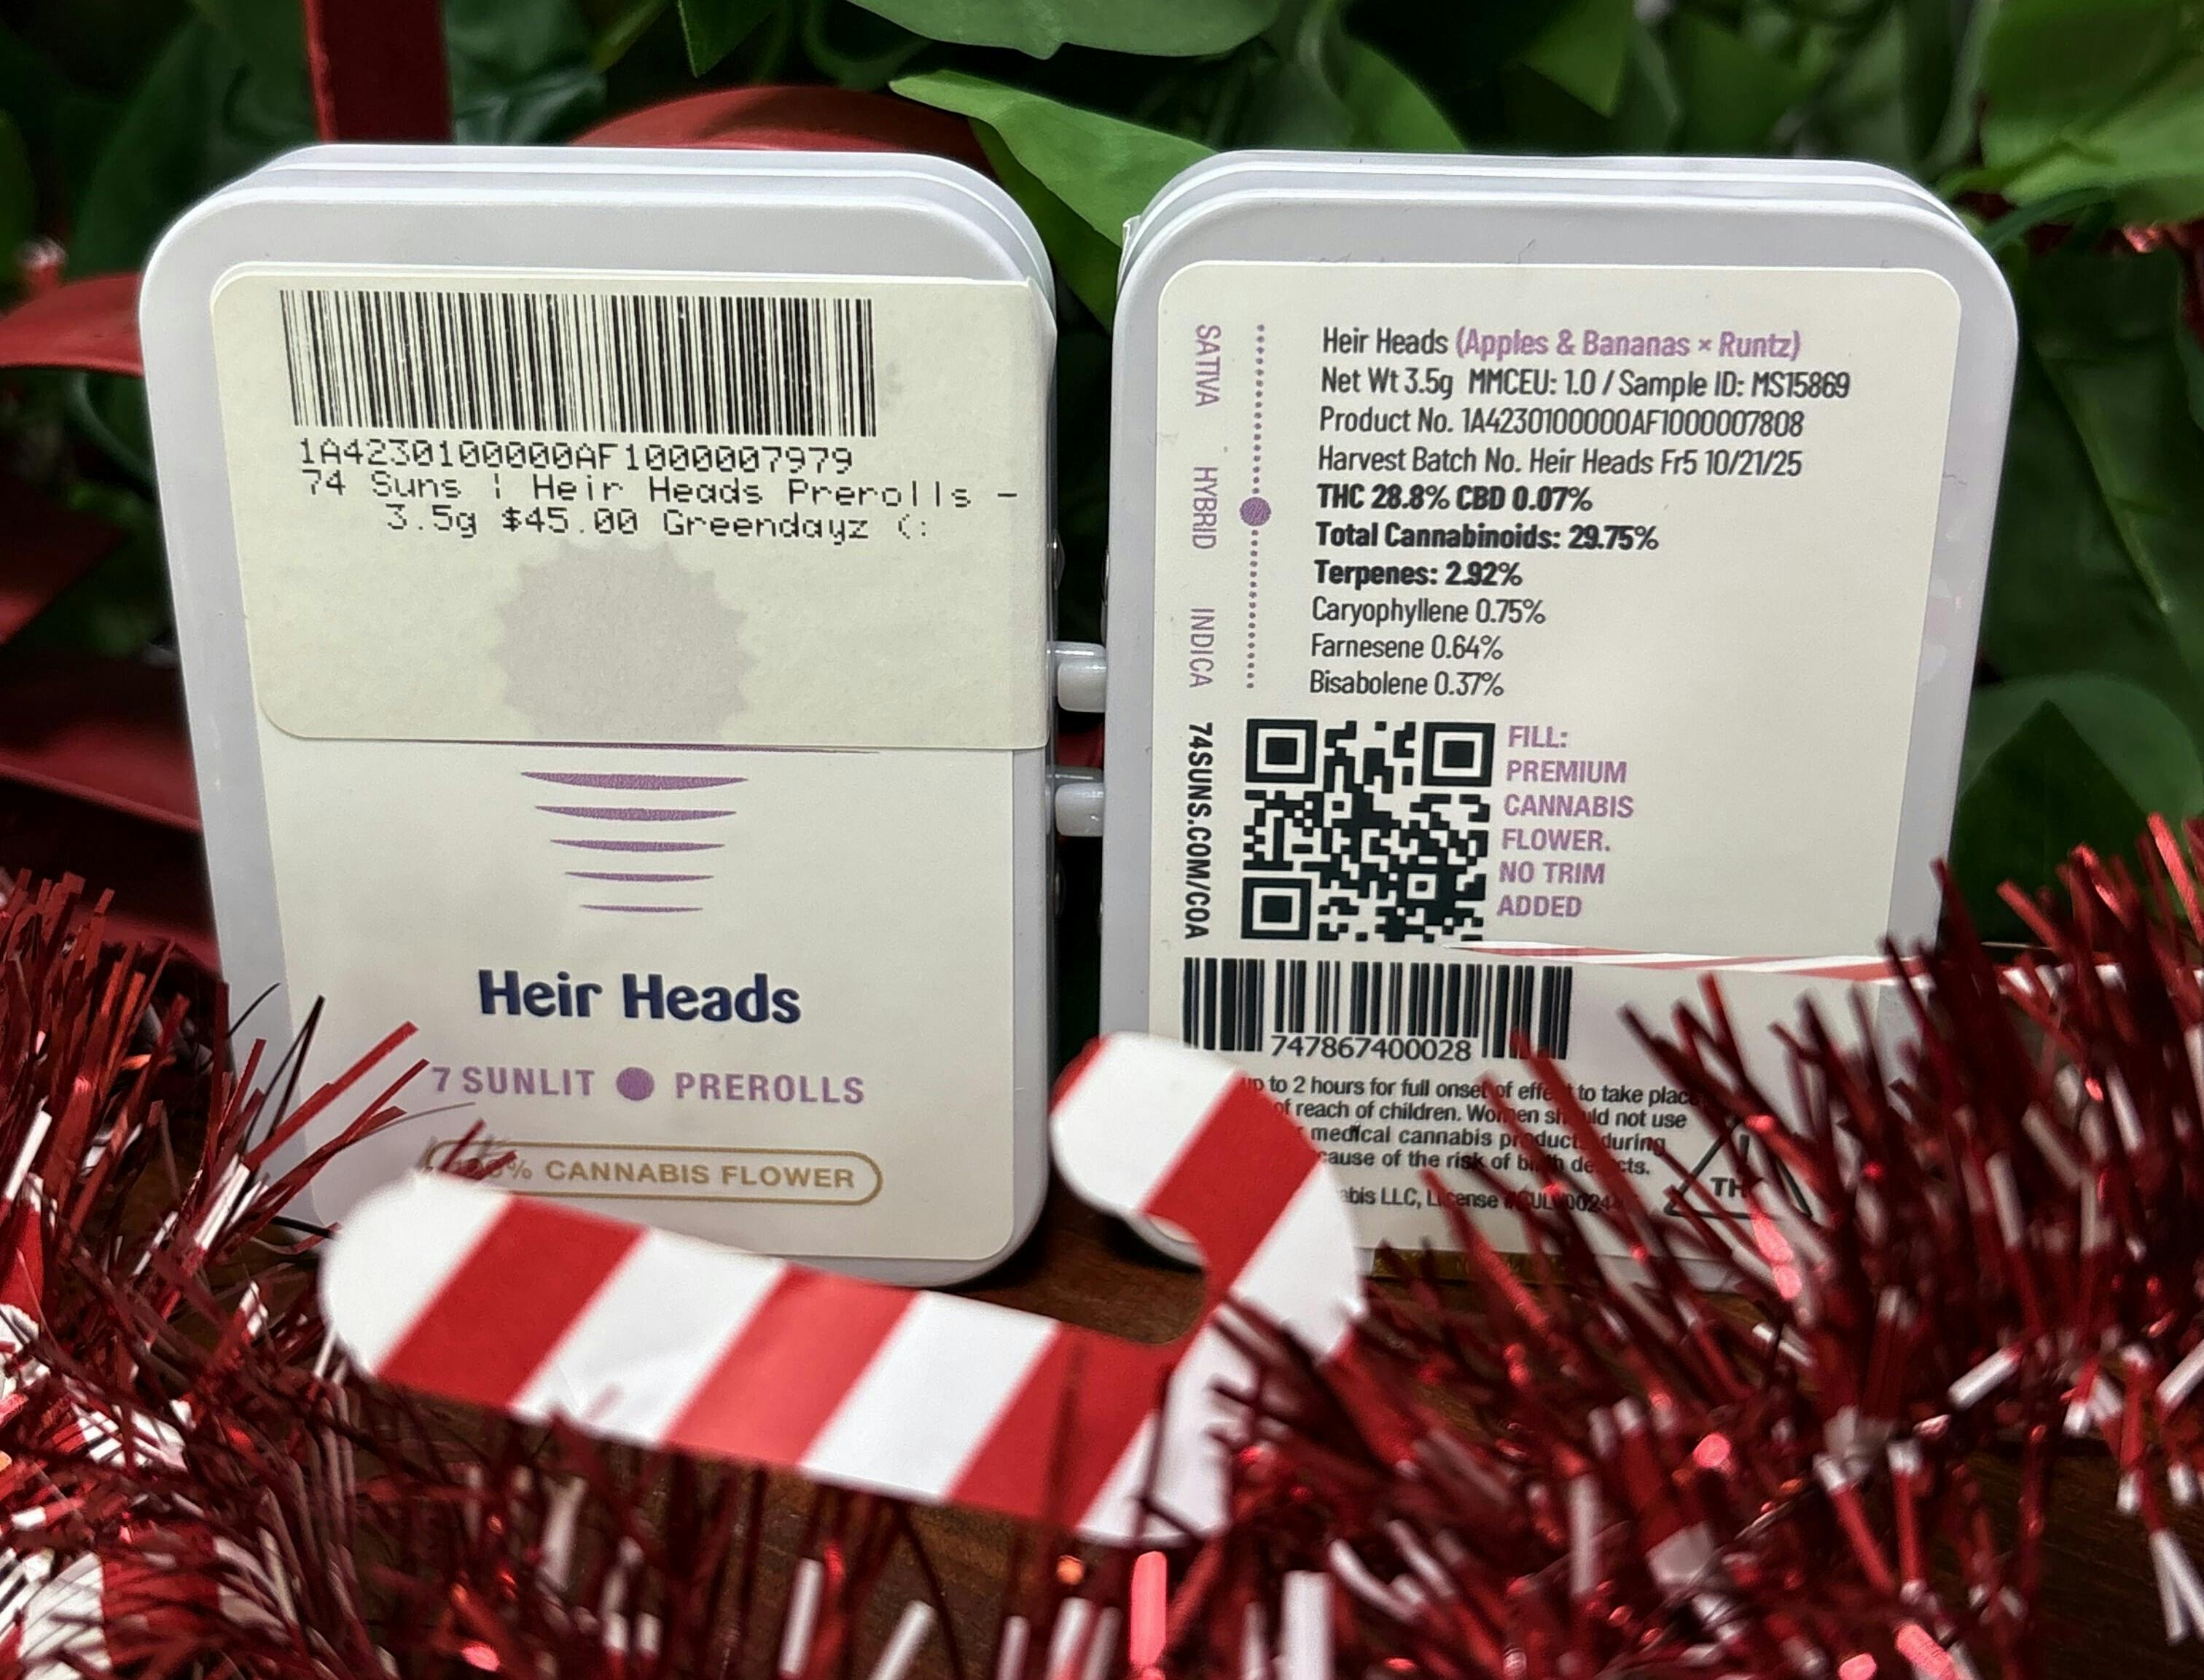 1A4230100000AF1000007979
74 Suns | Heir Heads Prerolls -
3.5g $45.00 Greendayz (:
Heir Heads
7 SUNLIT PREROLLS
CANNABIS FLOWER
SATIVA
HYBRID
INDICA
Heir Heads (Apples & Bananas × Runtz)
Net Wt 3.5g MMCEU: 1.0 / Sample ID: MS15869
Product No. 1A4230100000AF1000007808
Harvest Batch No. Heir Heads Fr5 10/21/25
THC 28.8% CBD 0.07%
Total Cannabinoids: 29.75%
Terpenes: 2.92%
Caryophyllene 0.75%
Farnesene 0.64%
Bisabolene 0.37%
74SUNS.COM/COA
FILL:
PREMIUM
CANNABIS
FLOWER.
NO TRIM
ADDED
747867400028
to 2 hours for full onset of effect to take place
of reach of children. Women should not use
medical cannabis products during
cause of the risk of birth defects.
LLC, License